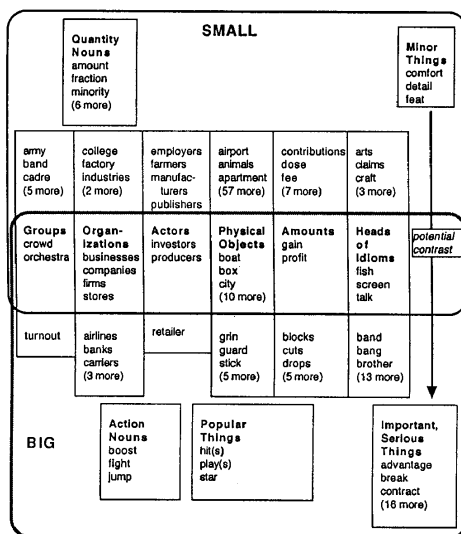 SMALL
Quantity
Nouns
amount
fraction
minority
(6 more)
Minor
Things
comfort
detail
feat
army
band
cadre
(5 more)
college
factory
industries
(2 more)
employers
farmers
manufac-
turers
publishers
airport
animals
apartment
(57 more)
contributions
dose
fee
(7 more)
arts
claims
craft
(3 more)
Groups
crowd
orchestra
Organ-
izations
businesses
companies
firms
stores
Actors
investors
producers
Physical
Objects
boat
box
city
(10 more)
Amounts
gain
profit
Heads
of
Idioms
fish
screen
talk
potential
contrast
turnout
airlines
banks
carriers
(3 more)
retailer
grin
guard
stick
(5 more)
blocks
cuts
drops
(5 more)
band
bang
brother
(13 more)
BIG
Action
Nouns
boost
fight
jump
Popular
Things
hit(s)
play(s)
star
Important,
Serious
Things
advantage
break
contract
(16 more)